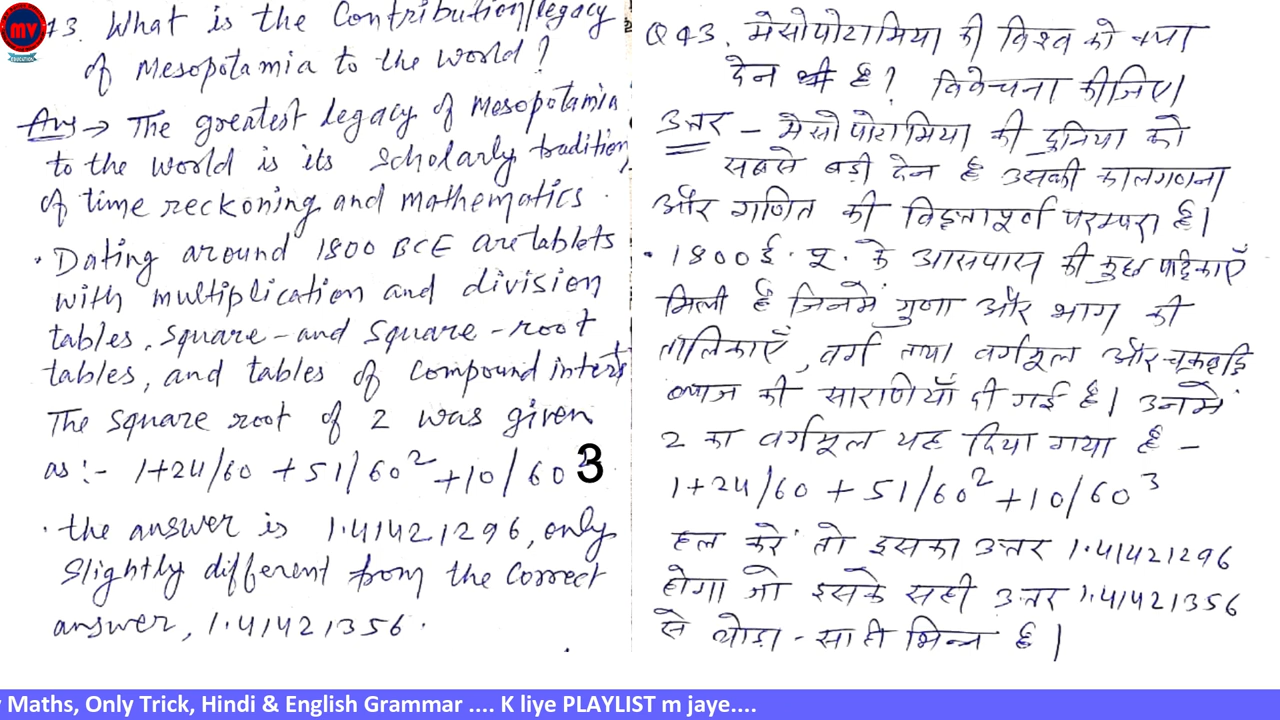 mv
EDUCATION
43. What is the Contribution/legacy
of Mesopotamia to the world?
Ans → The greatest legacy of Mesopotamia
to the world is its Scholarly tradition
of time reckoning and mathematics.
• Dating around 1800 BCE are tablets
with multiplication and division
tables, square-and square-root
tables, and tables of compound interst
The square root of 2 was given
as:- 1+24/60 +51/60² +10/60 3
• the answer is 1.41421296, only
slightly different from the correct
answer, 1.41421356.
Q 43. मेसोपोटामिया की विश्व को क्या
देन है? विवेचना कीजिए।
उत्तर - मेसोपोटामिया की दुनिया को
सबसे बड़ी देन है उसकी कालगणना
और गणित की विद्वत्तापूर्ण परम्परा है।
• 1800 ई. पू. के आसपास की कुछ पट्टिकाएँ
मिली हैं जिनमें गुणा और भाग की
तालिकाएँ, वर्ग तथा वर्गमूल और चक्रवृद्धि
ब्याज की सारणियाँ दी गई हैं। उनमें
2 का वर्गमूल यह दिया गया है -
1+24/60 + 51/60² +10/60³
हल करें तो इसका उत्तर 1.41421296
होगा जो इसके सही उत्तर 1.41421356
से थोड़ा-सा ही भिन्न है।
Maths, Only Trick, Hindi & English Grammar .... K liye PLAYLIST m jaye....